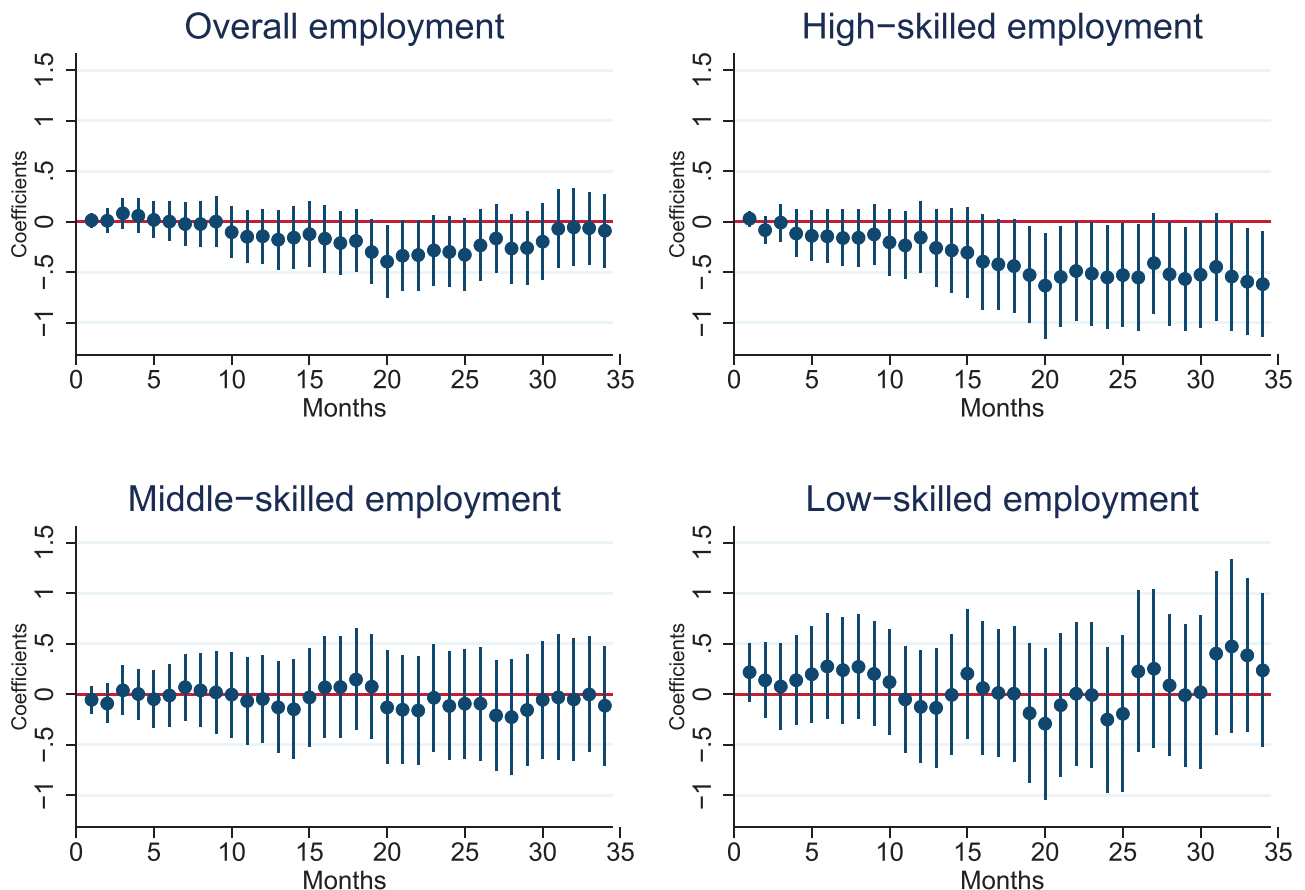 Overall employment
Coefficients
1.5
1
.5
0
−.5
−1
0 5 10 15 20 25 30 35
Months
High−skilled employment
Coefficients
1.5
1
.5
0
−.5
−1
0 5 10 15 20 25 30 35
Months
Middle−skilled employment
Coefficients
1.5
1
.5
0
−.5
−1
0 5 10 15 20 25 30 35
Months
Low−skilled employment
Coefficients
1.5
1
.5
0
−.5
−1
0 5 10 15 20 25 30 35
Months